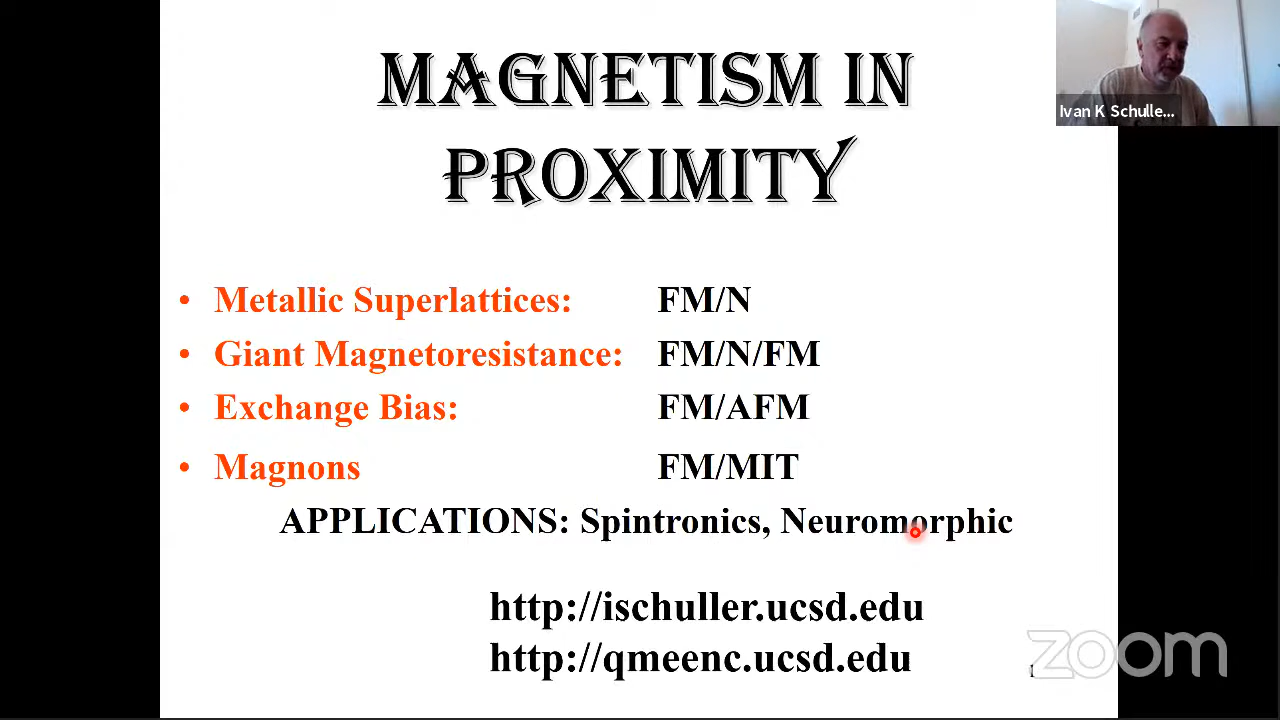 MAGNETISM IN
PROXIMITY
Ivan K Schulle...
• Metallic Superlattices: FM/N
• Giant Magnetoresistance: FM/N/FM
• Exchange Bias: FM/AFM
• Magnons FM/MIT
APPLICATIONS: Spintronics, Neuromorphic
http://ischuller.ucsd.edu
http://qmeenc.ucsd.edu
zoom